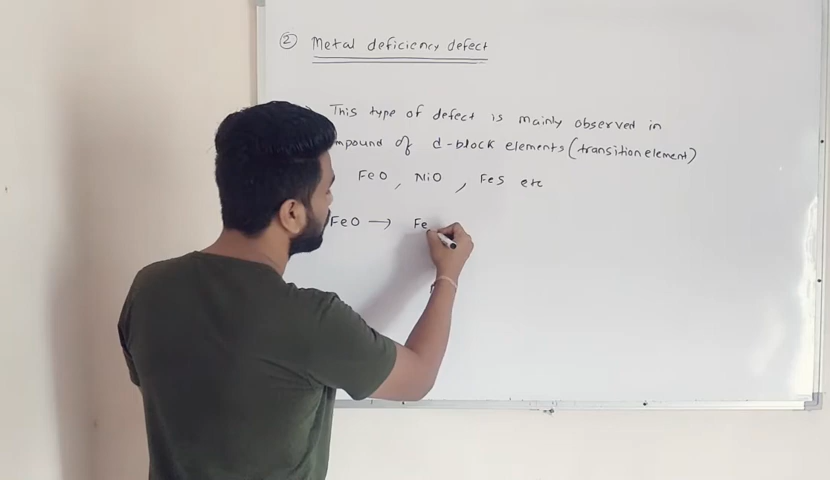 ② Metal deficiency defect
This type of defect is mainly observed in
mpound of d-block elements (transition element)
FeO, NiO, FeS etc
FeO → Fe